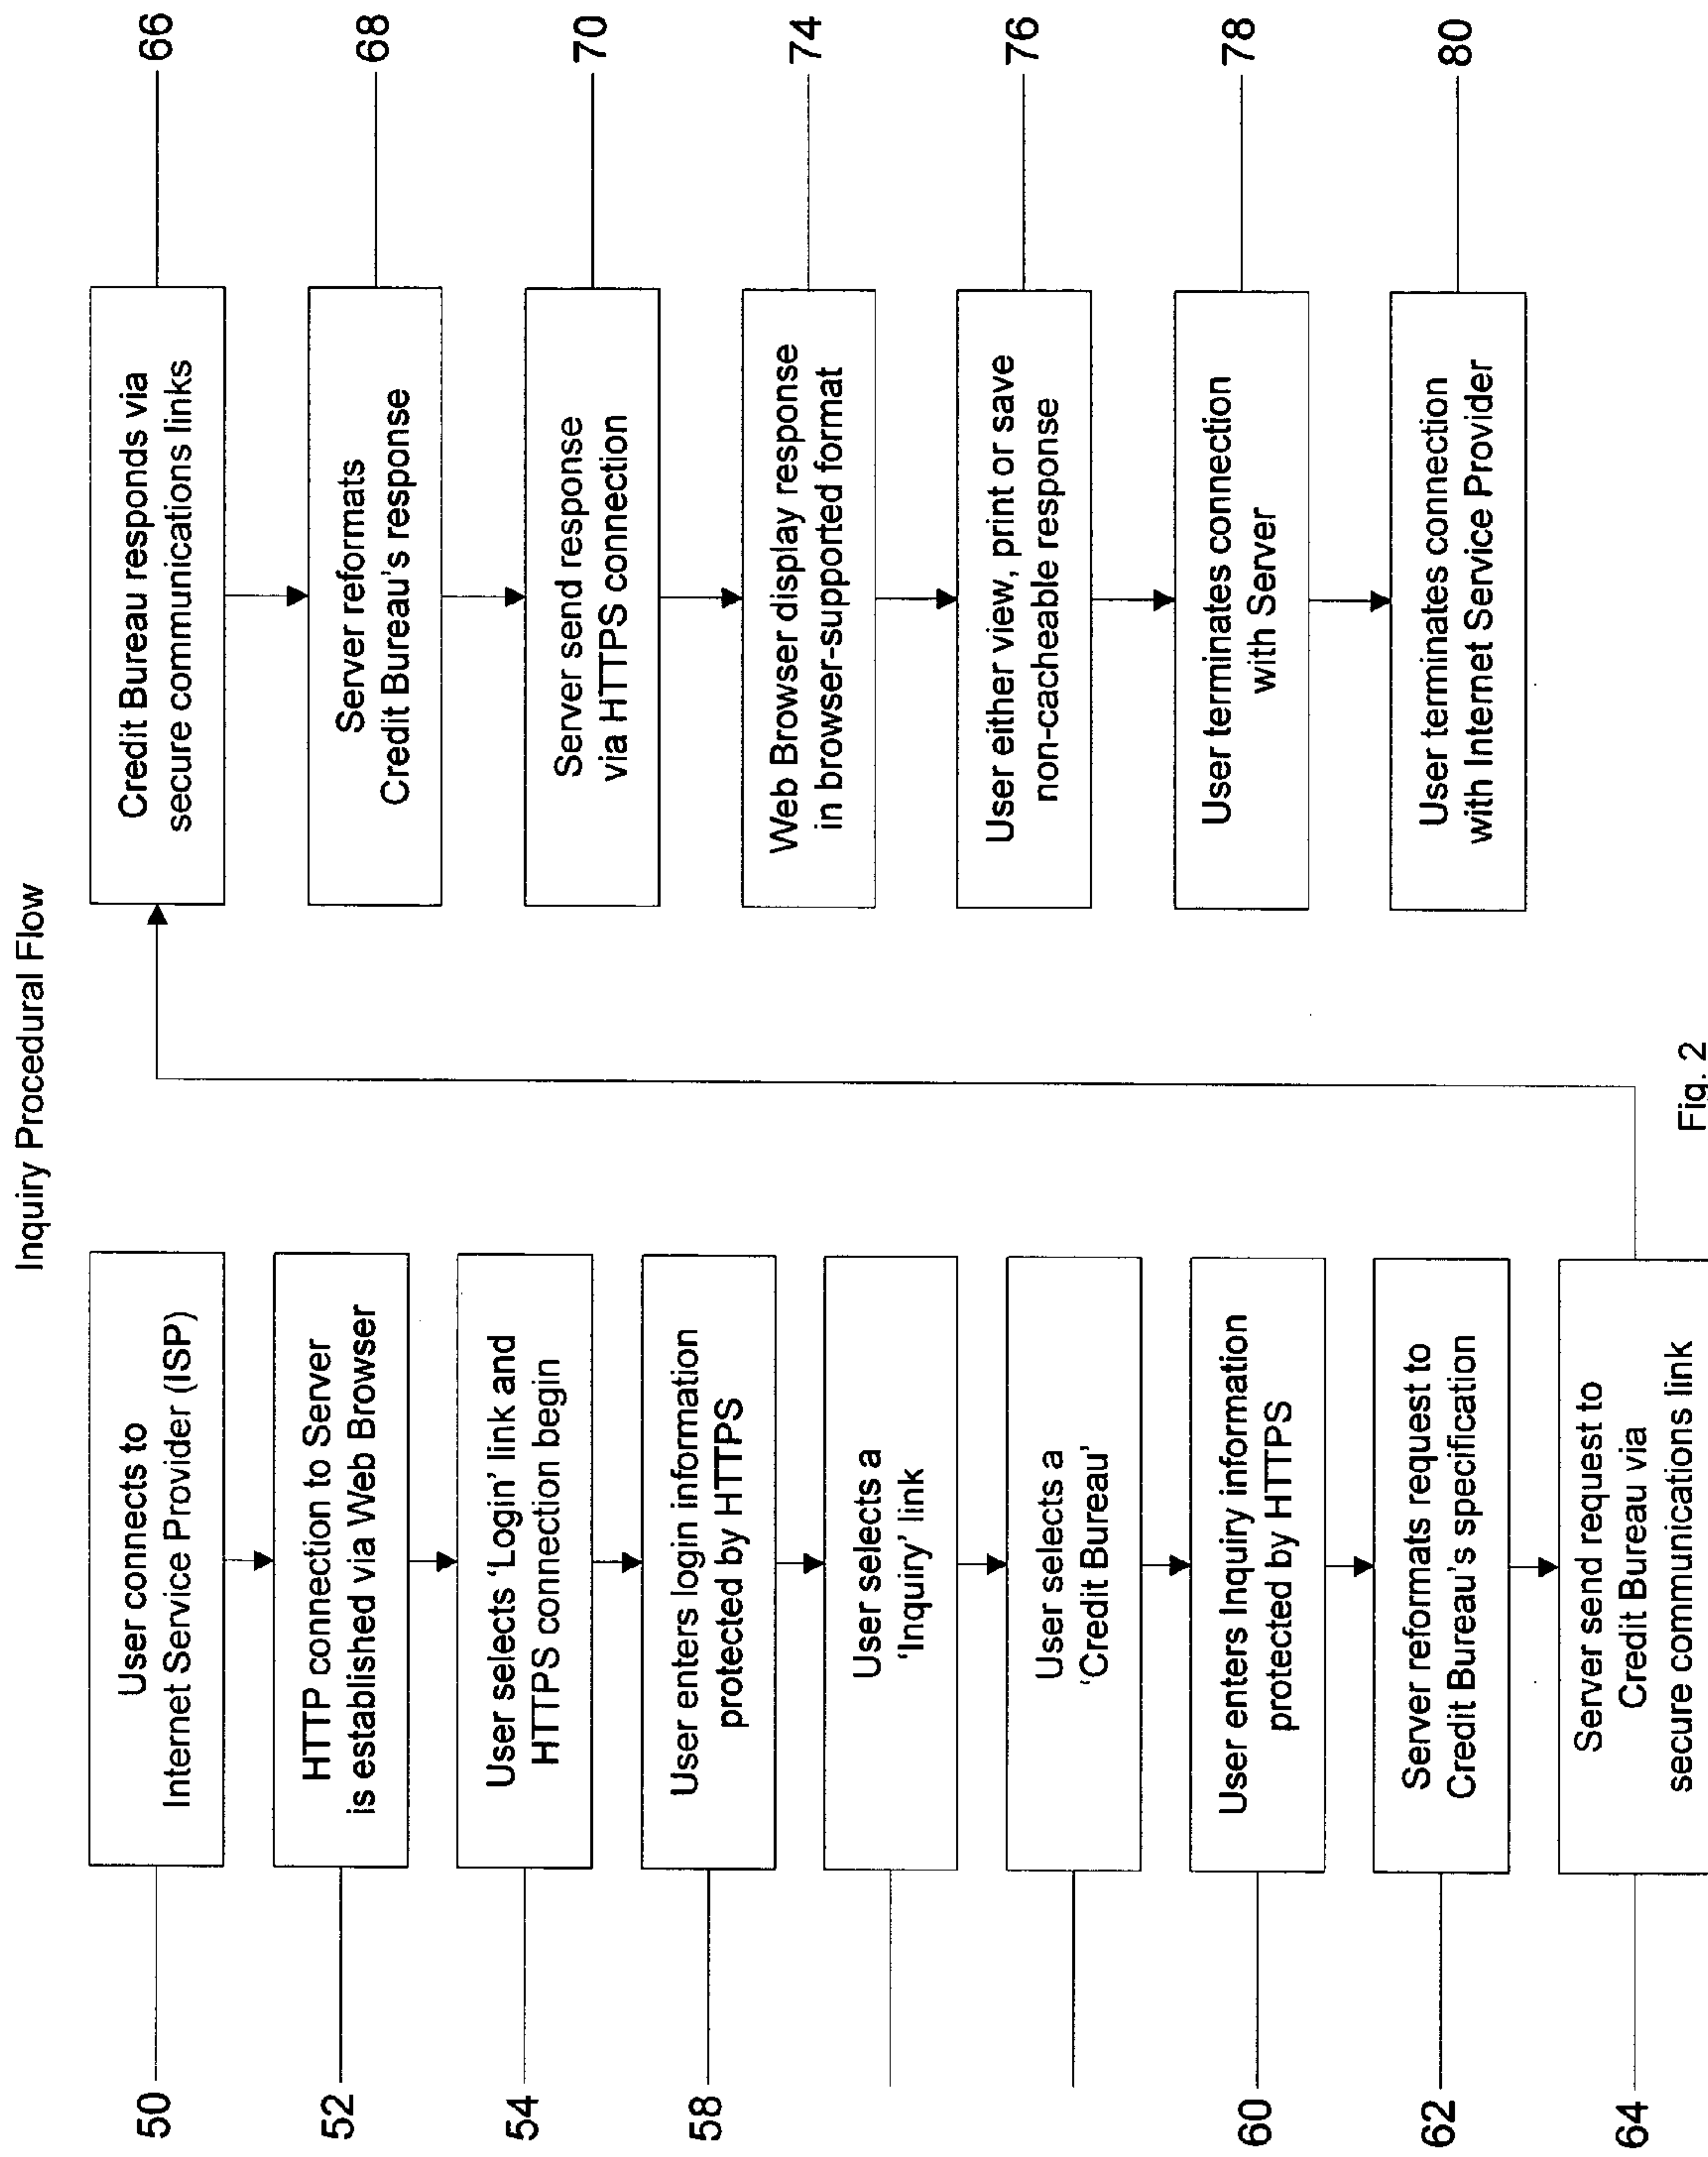 Inquiry Procedural Flow
50
User connects to
Internet Service Provider (ISP)
52
HTTP connection to Server
is established via Web Browser
54
User selects ‘Login’ link and
HTTPS connection begin
58
User enters login information
protected by HTTPS
User selects a
‘Inquiry’ link
User selects a
‘Credit Bureau’
60
User enters Inquiry information
protected by HTTPS
62
Server reformats request to
Credit Bureau’s specification
64
Server send request to
Credit Bureau via
secure communications link
Credit Bureau responds via
secure communications links
66
Server reformats
Credit Bureau’s response
68
Server send response
via HTTPS connection
70
Web Browser display response
in browser-supported format
74
User either view, print or save
non-cacheable response
76
User terminates connection
with Server
78
User terminates connection
with Internet Service Provider
80
Fig. 2